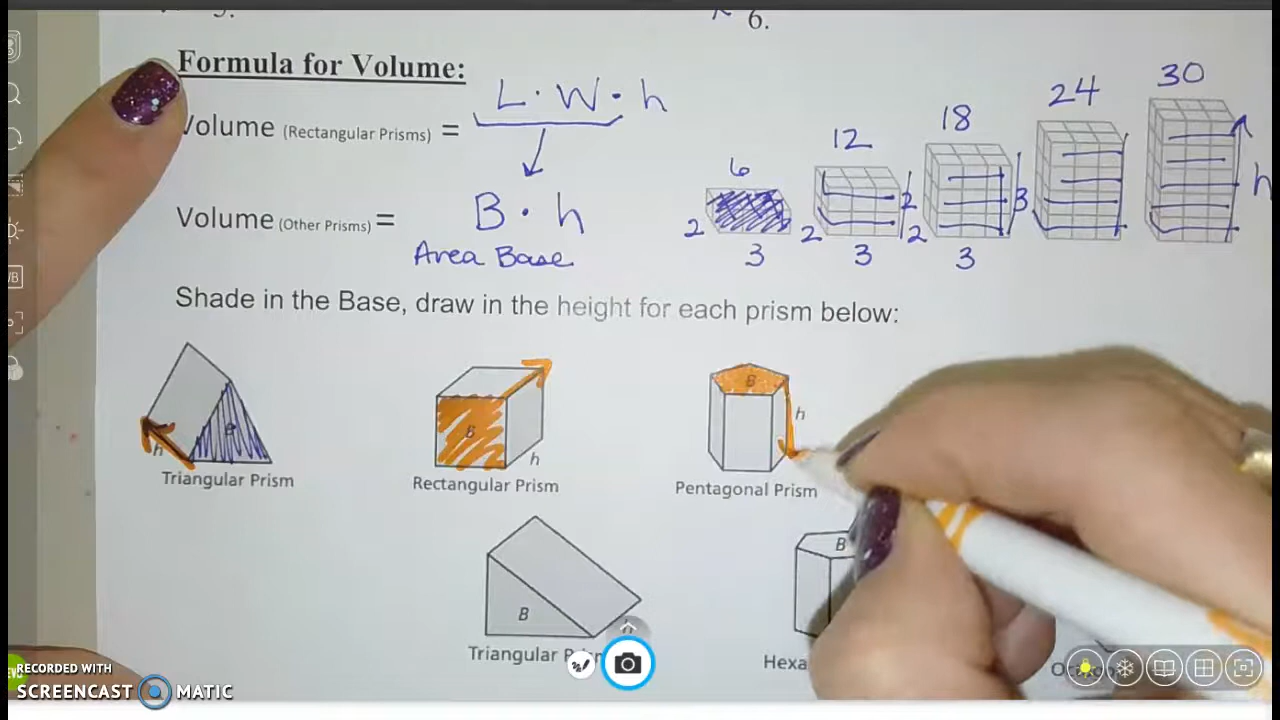 6.
Formula for Volume:
Volume (Rectangular Prisms) = L · W · h
Volume (Other Prisms) = B · h
Area Base
6
2
3
12
2
2
3
18
3
2
3
24
30
h
Shade in the Base, draw in the height for each prism below:
B
h
Triangular Prism
B
h
Rectangular Prism
B
h
Pentagonal Prism
B
Triangular
B
RECORDED WITH
SCREENCAST MATIC